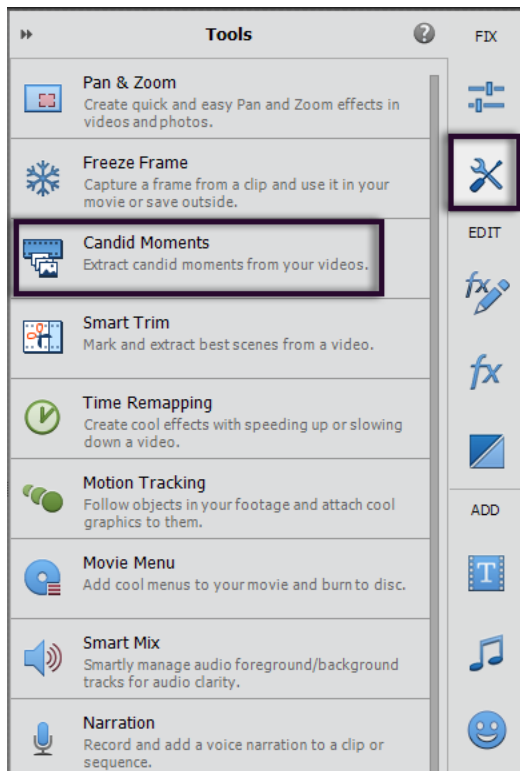 Tools
FIX
Pan & Zoom
Create quick and easy Pan and Zoom effects in
videos and photos.
Freeze Frame
Capture a frame from a clip and use it in your
movie or save outside.
Candid Moments
Extract candid moments from your videos.
EDIT
Smart Trim
Mark and extract best scenes from a video.
fx
fx
Time Remapping
Create cool effects with speeding up or slowing
down a video.
Motion Tracking
Follow objects in your footage and attach cool
graphics to them.
ADD
Movie Menu
Add cool menus to your movie and burn to disc.
T
Smart Mix
Smartly manage audio foreground/background
tracks for audio clarity.
Narration
Record and add a voice narration to a clip or
sequence.